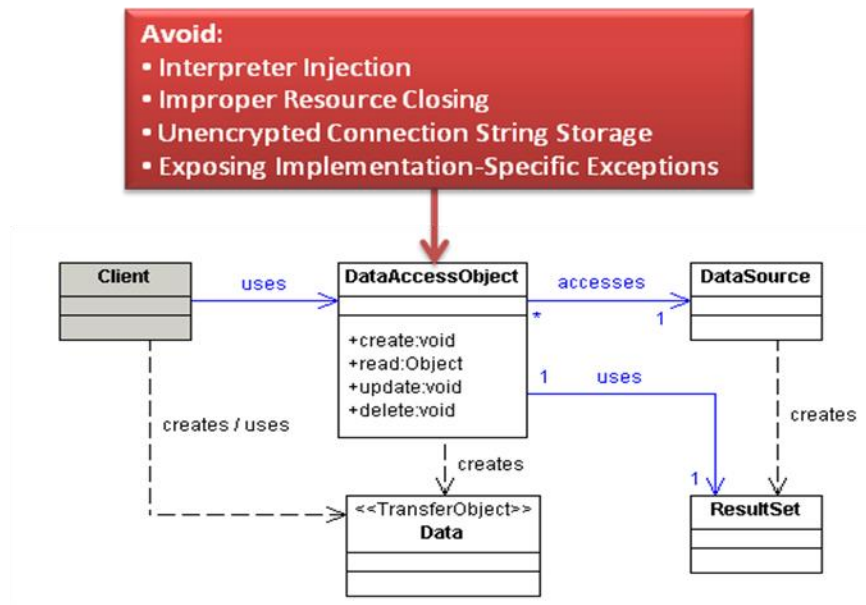 Avoid:
▪ Interpreter Injection
▪ Improper Resource Closing
▪ Unencrypted Connection String Storage
▪ Exposing Implementation-Specific Exceptions
Client
uses
DataAccessObject
accesses
DataSource
*
1
+create:void
+read:Object
+update:void
+delete:void
1
uses
creates / uses
creates
creates
1
<<TransferObject>>
Data
ResultSet